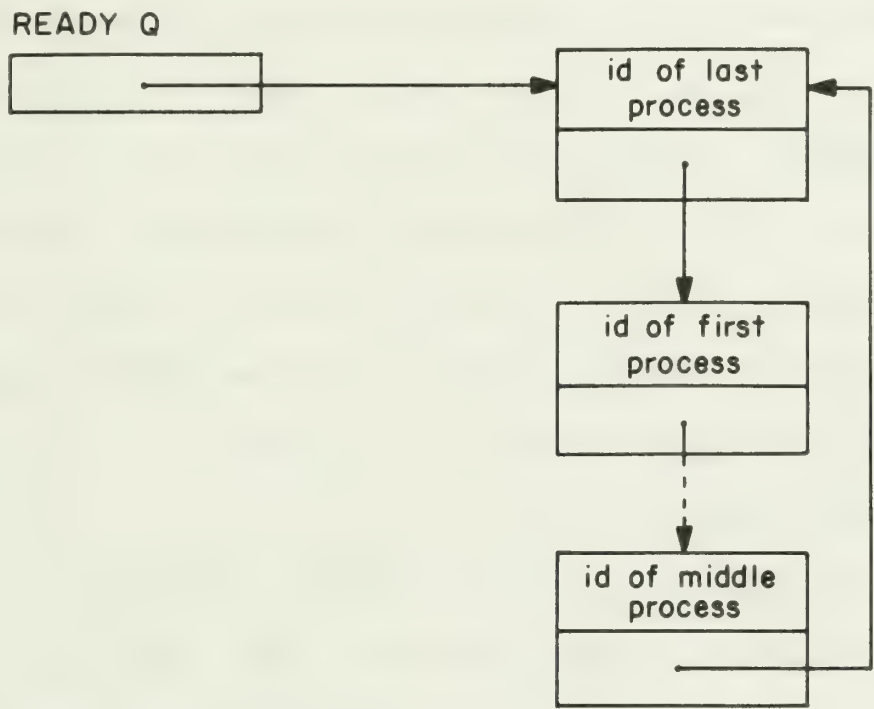 READY Q
id of last
process
id of first
process
id of middle
process